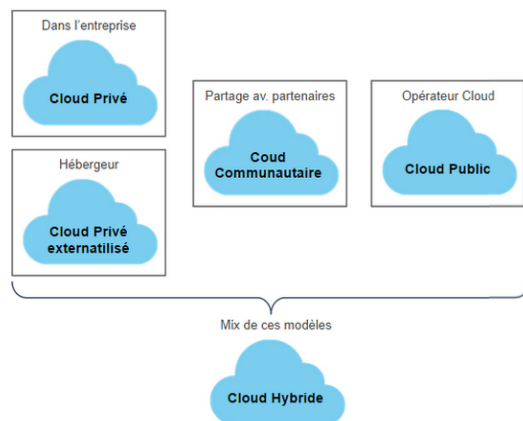 Dans l'entreprise
Cloud Privé
Hébergeur
Cloud Privé
externatilisé
Partage av. partenaires
Coud
Communautaire
Opérateur Cloud
Cloud Public
Mix de ces modèles
Cloud Hybride